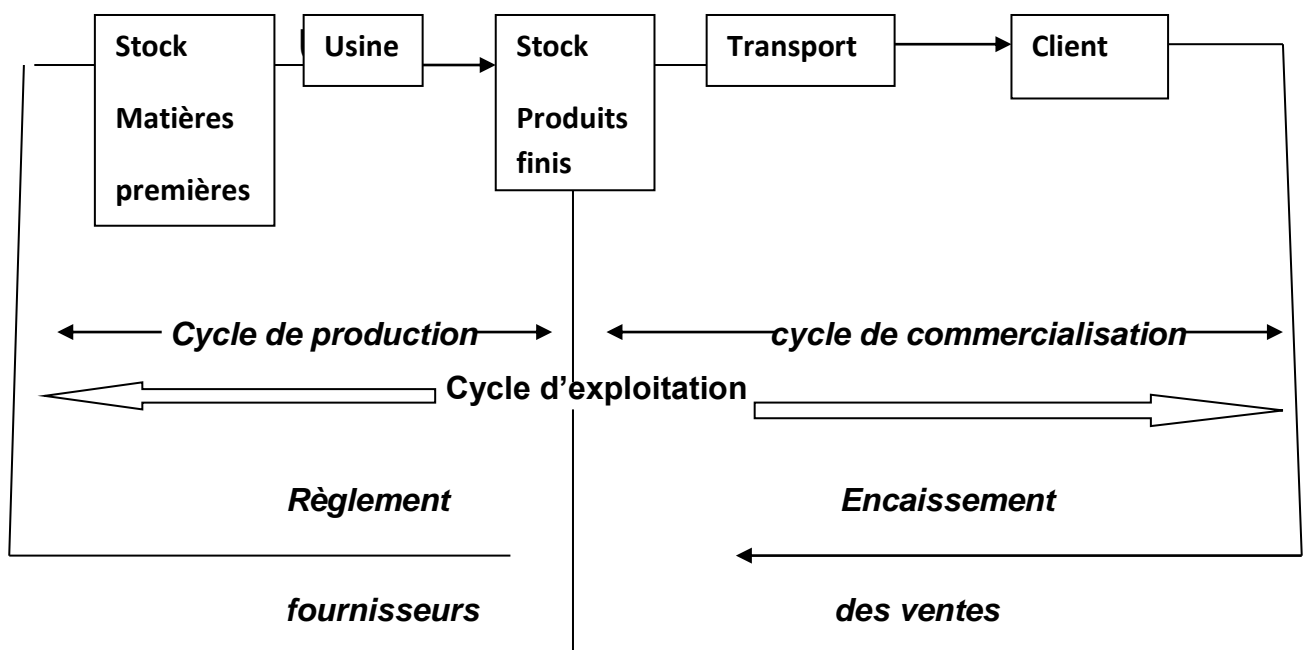 Stock
Matières
premières
Usine
Stock
Produits
finis
Transport
Client
Cycle de production
cycle de commercialisation
Cycle d'exploitation
Règlement
Encaissement
fournisseurs
des ventes